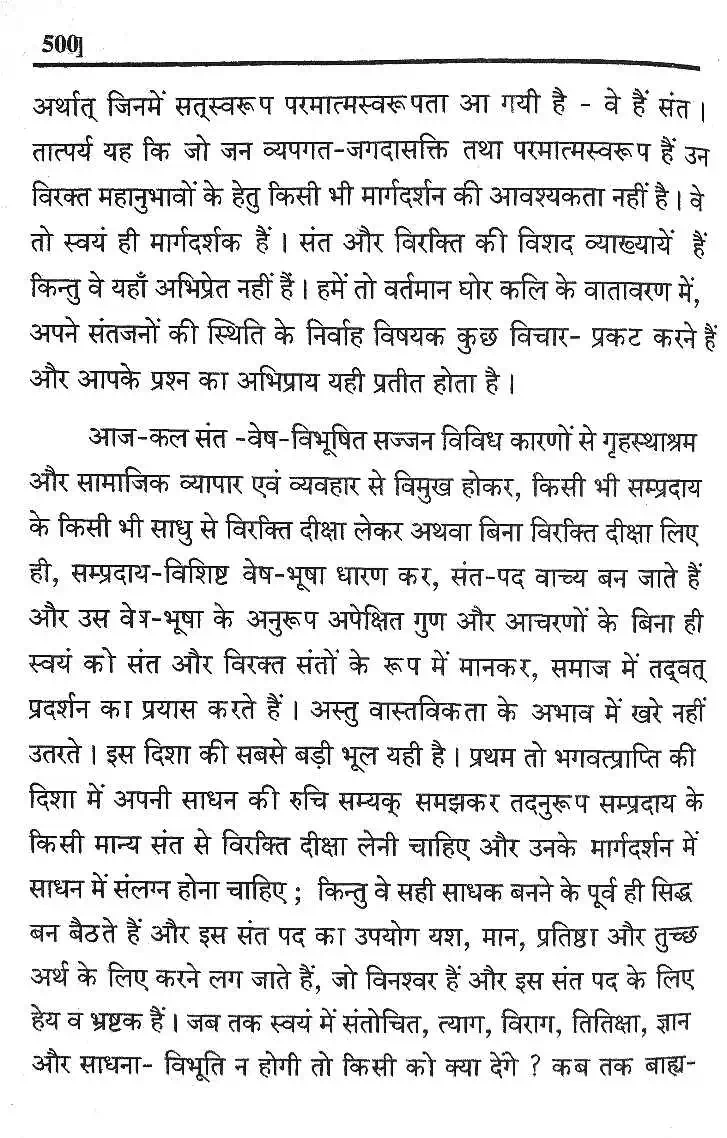 500]
अर्थात् जिनमें सत्स्वरूप परमात्मस्वरूपता आ गयी है - वे हैं संत ।
तात्पर्य यह कि जो जन व्यपगत-जगदासक्ति तथा परमात्मस्वरूप हैं उन
विरक्त महानुभावों के हेतु किसी भी मार्गदर्शन की आवश्यकता नहीं है । वे
तो स्वयं ही मार्गदर्शक हैं । संत और विरक्ति की विशद व्याख्यायें हैं
किन्तु वे यहाँ अभिप्रेत नहीं हैं । हमें तो वर्तमान घोर कलि के वातावरण में,
अपने संतजनों की स्थिति के निर्वाह विषयक कुछ विचार- प्रकट करने हैं
और आपके प्रश्न का अभिप्राय यही प्रतीत होता है ।
आज-कल संत -वेष-विभूषित सज्जन विविध कारणों से गृहस्थाश्रम
और सामाजिक व्यापार एवं व्यवहार से विमुख होकर, किसी भी सम्प्रदाय
के किसी भी साधु से विरक्ति दीक्षा लेकर अथवा बिना विरक्ति दीक्षा लिए
ही, सम्प्रदाय-विशिष्ट वेष-भूषा धारण कर, संत-पद वाच्य बन जाते हैं
और उस वेष-भूषा के अनुरूप अपेक्षित गुण और आचरणों के बिना ही
स्वयं को संत और विरक्त संतों के रूप में मानकर, समाज में तद्वत्
प्रदर्शन का प्रयास करते हैं । अस्तु वास्तविकता के अभाव में खरे नहीं
उतरते । इस दिशा की सबसे बड़ी भूल यही है । प्रथम तो भगवत्प्राप्ति की
दिशा में अपनी साधन की रुचि सम्यक् समझकर तदनुरूप सम्प्रदाय के
किसी मान्य संत से विरक्ति दीक्षा लेनी चाहिए और उनके मार्गदर्शन में
साधन में संलग्न होना चाहिए ; किन्तु वे सही साधक बनने के पूर्व ही सिद्ध
बन बैठते हैं और इस संत पद का उपयोग यश, मान, प्रतिष्ठा और तुच्छ
अर्थ के लिए करने लग जाते हैं, जो विनश्वर हैं और इस संत पद के लिए
हेय व भ्रष्टक हैं । जब तक स्वयं में संतोचित, त्याग, विराग, तितिक्षा, ज्ञान
और साधना- विभूति न होगी तो किसी को क्या देंगे ? कब तक बाह्य-